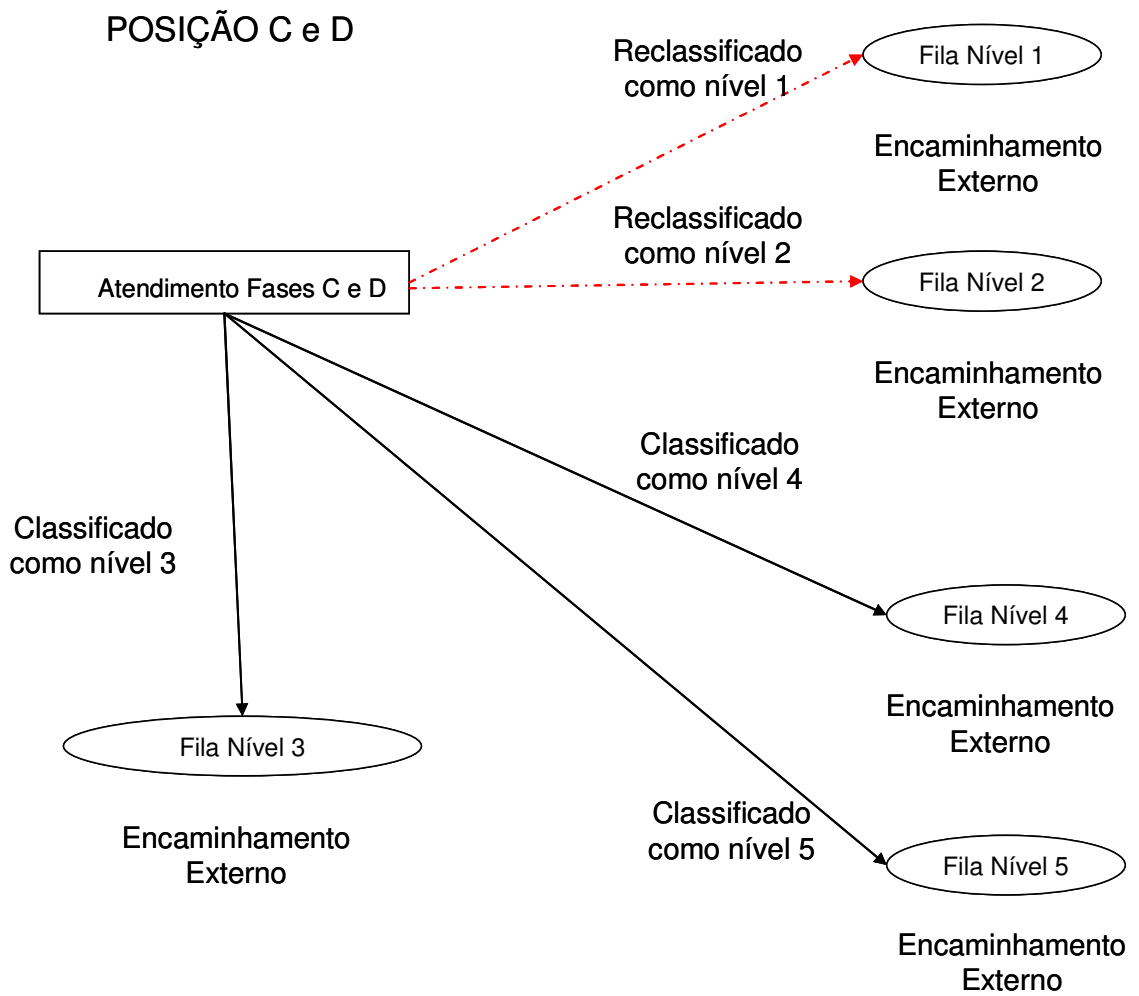 POSIÇÃO C e D
Reclassificado
como nível 1
Fila Nível 1
Encaminhamento
Externo
Reclassificado
como nível 2
Fila Nível 2
Encaminhamento
Externo
Atendimento Fases C e D
Classificado
como nível 4
Fila Nível 4
Encaminhamento
Externo
Classificado
como nível 3
Fila Nível 3
Encaminhamento
Externo
Classificado
como nível 5
Fila Nível 5
Encaminhamento
Externo